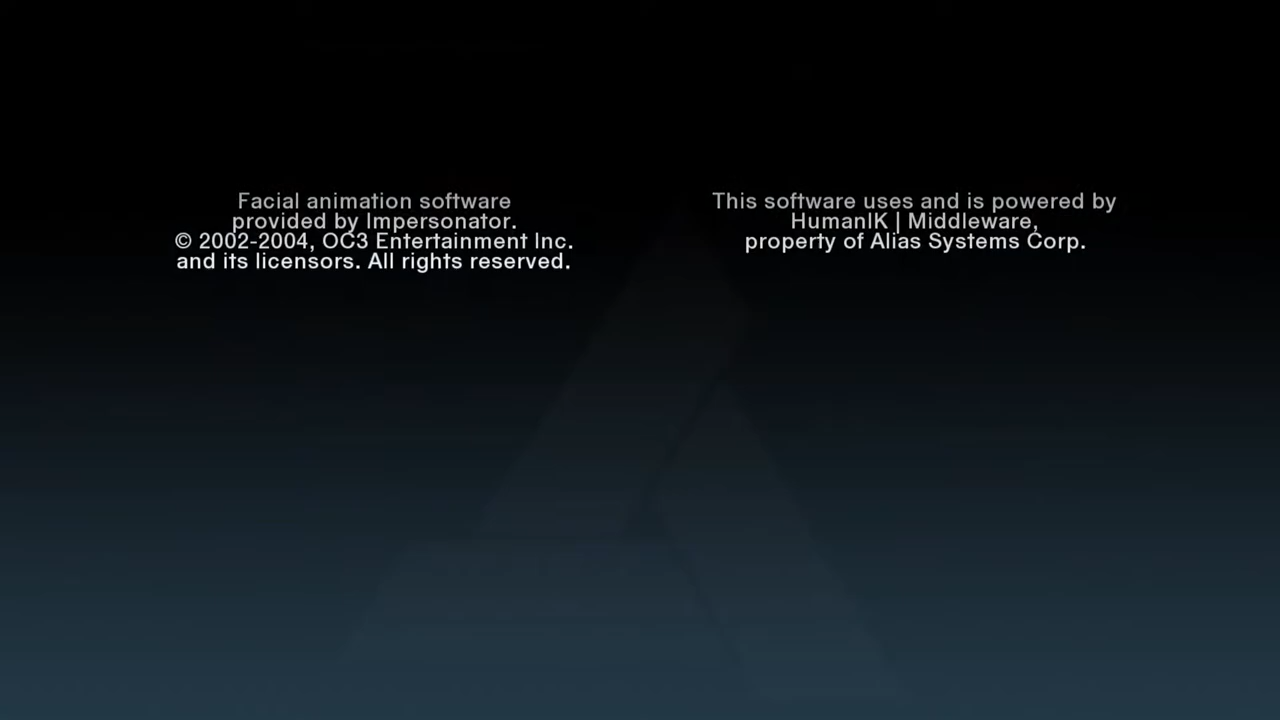 Facial animation software
provided by Impersonator.
© 2002-2004, OC3 Entertainment Inc.
and its licensors. All rights reserved.
This software uses and is powered by
HumanIK | Middleware,
property of Alias Systems Corp.